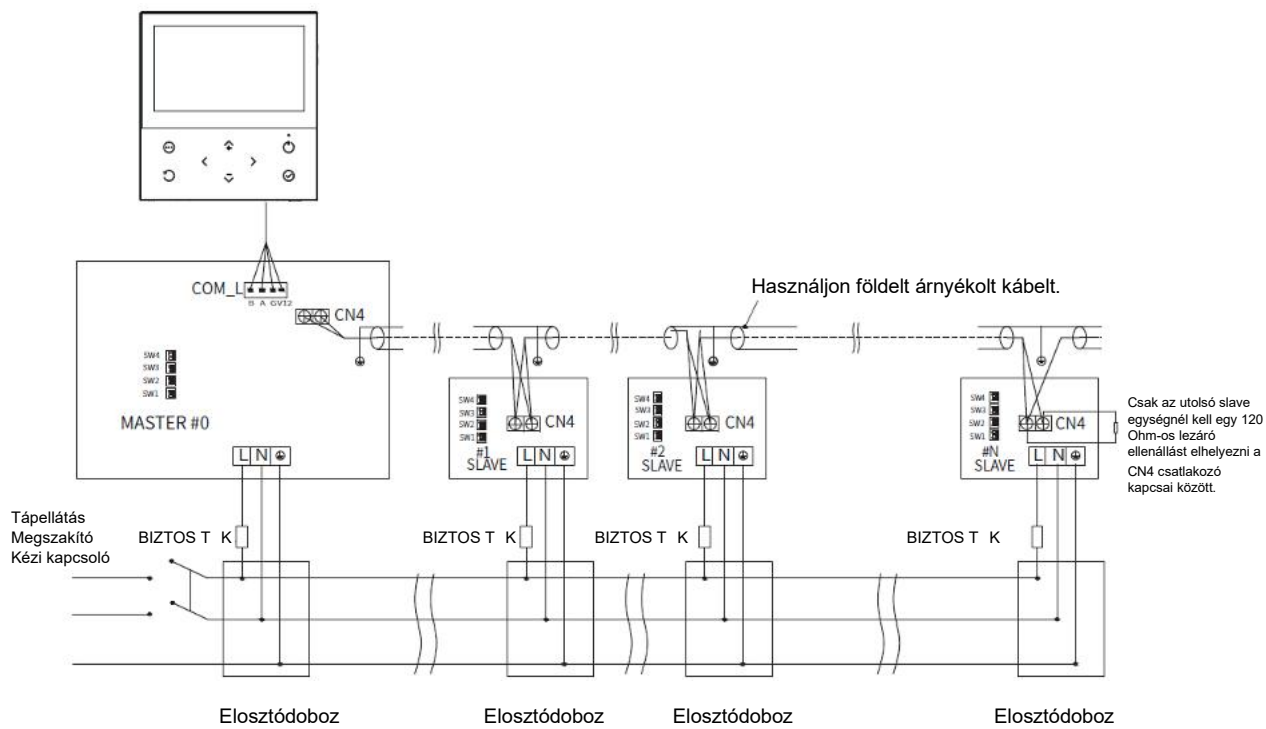 COM_L
B A GV12
CN4
Használjon földelt árnyékolt kábelt.
SW4
SW3
SW2
SW1
MASTER #0
L N
SW4
SW3
SW2
SW1
CN4
#1
SLAVE
L N
SW4
SW3
SW2
SW1
CN4
#2
SLAVE
L N
SW4
SW3
SW2
SW1
CN4
#N
SLAVE
L N
Csak az utolsó slave
egységnél kell egy 120
Ohm-os lezáró
ellenállást elhelyezni a
CN4 csatlakozó
kapcsai között.
Tápellátás
Megszakító
Kézi kapcsoló
BIZTOS T K
BIZTOS T K
BIZTOS T K
BIZTOS T K
Elosztódoboz
Elosztódoboz
Elosztódoboz
Elosztódoboz